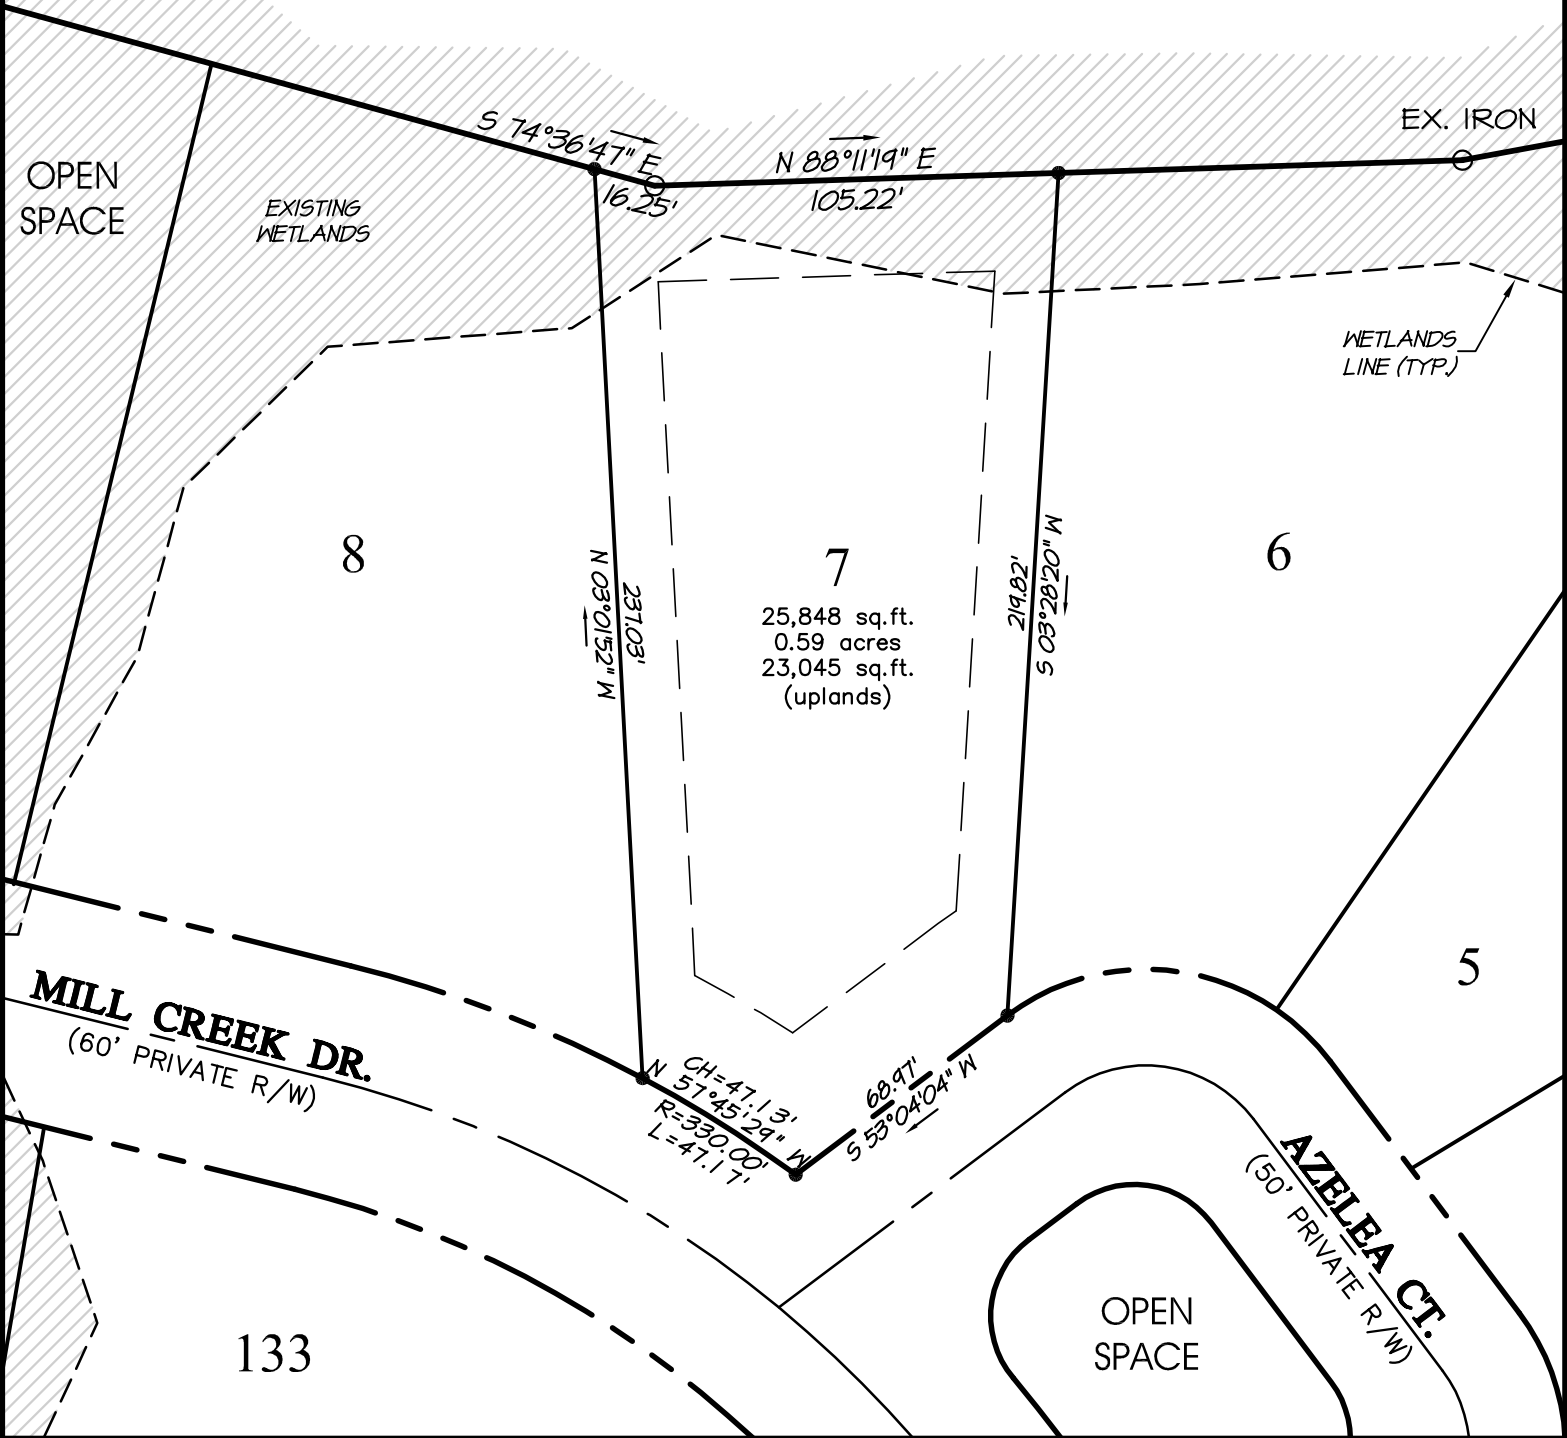 S 74°36'47" E
16.25'
N 88°11'19" E
105.22'
EX. IRON
OPEN
SPACE
EXISTING
WETLANDS
WETLANDS
LINE (TYP.)
8
7
25,848 sq.ft.
0.59 acres
23,045 sq.ft.
(uplands)
6
N 03°01'52" W
237.03'
219.82'
S 03°28'20" W
5
MILL CREEK DR.
(60' PRIVATE R/W)
CH=47.13'
N 57°45'29" W
R=330.00'
L=47.17'
68.97'
S 53°04'04" W
AZELEA CT.
(50' PRIVATE R/W)
OPEN
SPACE
133